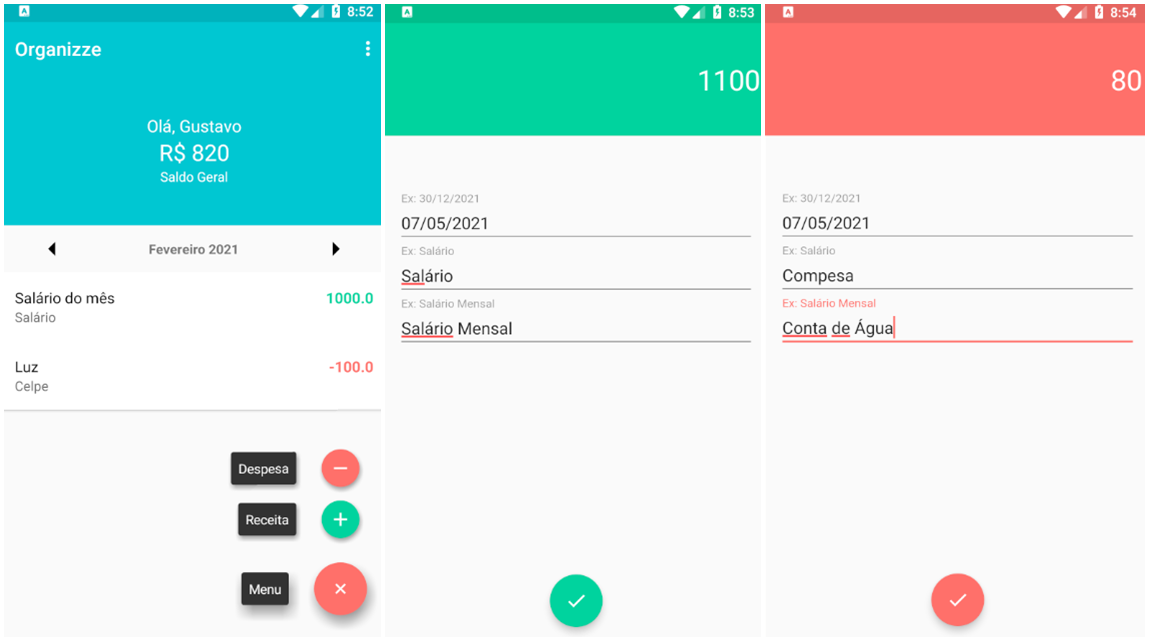 8:52
Organizze
Olá, Gustavo
R$ 820
Saldo Geral
Fevereiro 2021
Salário do mês 1000.0
Salário
Luz -100.0
Celpe
Despesa
Receita
Menu
8:53
1100
Ex: 30/12/2021
07/05/2021
Ex: Salário
Salário
Ex: Salário Mensal
Salário Mensal
8:54
80
Ex: 30/12/2021
07/05/2021
Ex: Salário
Compesa
Ex: Salário Mensal
Conta de Água